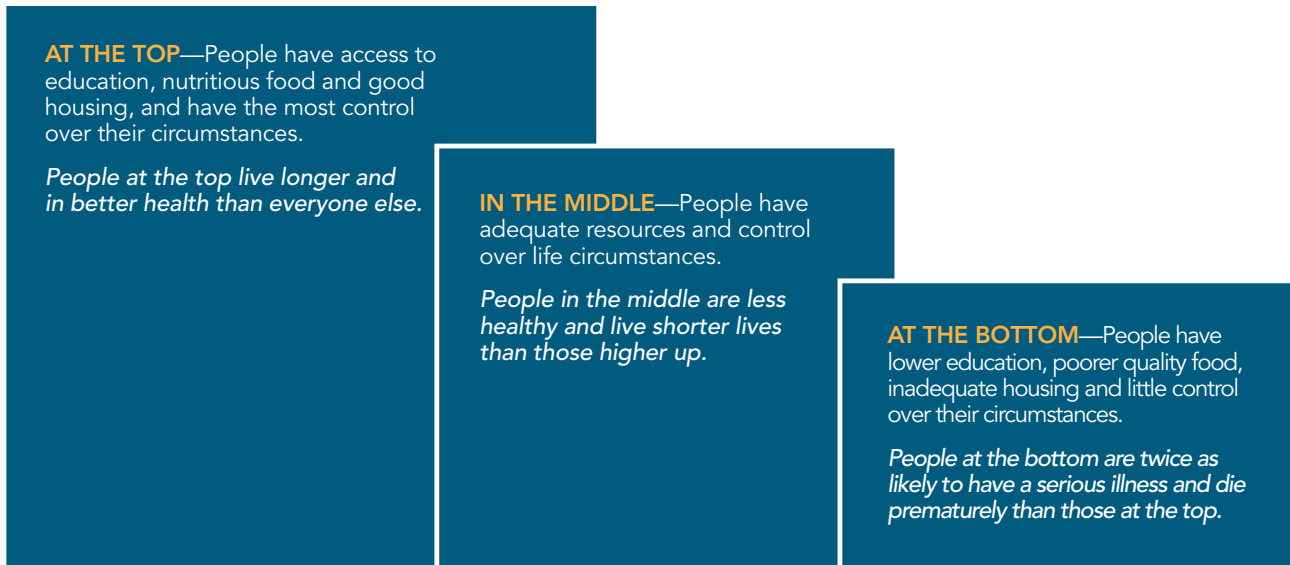 AT THE TOP—People have access to
education, nutritious food and good
housing, and have the most control
over their circumstances.
People at the top live longer and
in better health than everyone else.
IN THE MIDDLE—People have
adequate resources and control
over life circumstances.
People in the middle are less
healthy and live shorter lives
than those higher up.
AT THE BOTTOM—People have
lower education, poorer quality food,
inadequate housing and little control
over their circumstances.
People at the bottom are twice as
likely to have a serious illness and die
prematurely than those at the top.